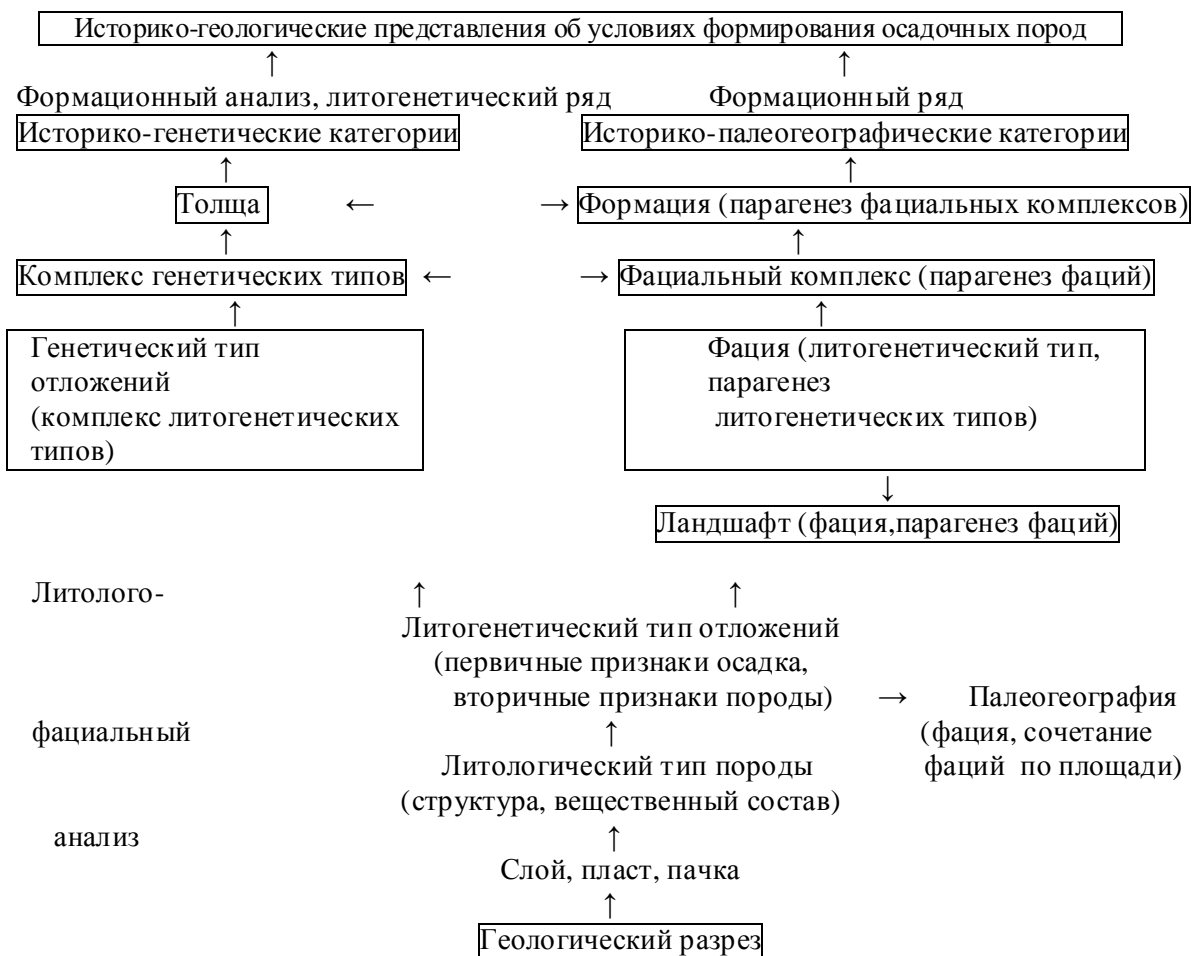 Историко-геологические представления об условиях формирования осадочных пород
↑ ↑
Формационный анализ, литогенетический ряд Формационный ряд
Историко-генетические категории Историко-палеогеографические категории
↑ ↑
Толща ← → Формация (парагенез фациальных комплексов)
↑ ↑
Комплекс генетических типов ← → Фациальный комплекс (парагенез фаций)
↑ ↑
Генетический тип Фация (литогенетический тип,
отложений парагенез
(комплекс литогенетических литогенетических типов)
типов)
↓
Ландшафт (фация,парагенез фаций)
Литолого- ↑ ↑
Литогенетический тип отложений
(первичные признаки осадка,
вторичные признаки породы) → Палеогеография
фациальный ↑ (фация, сочетание
Литологический тип породы фаций по площади)
(структура, вещественный состав)
анализ ↑
Слой, пласт, пачка
↑
Геологический разрез